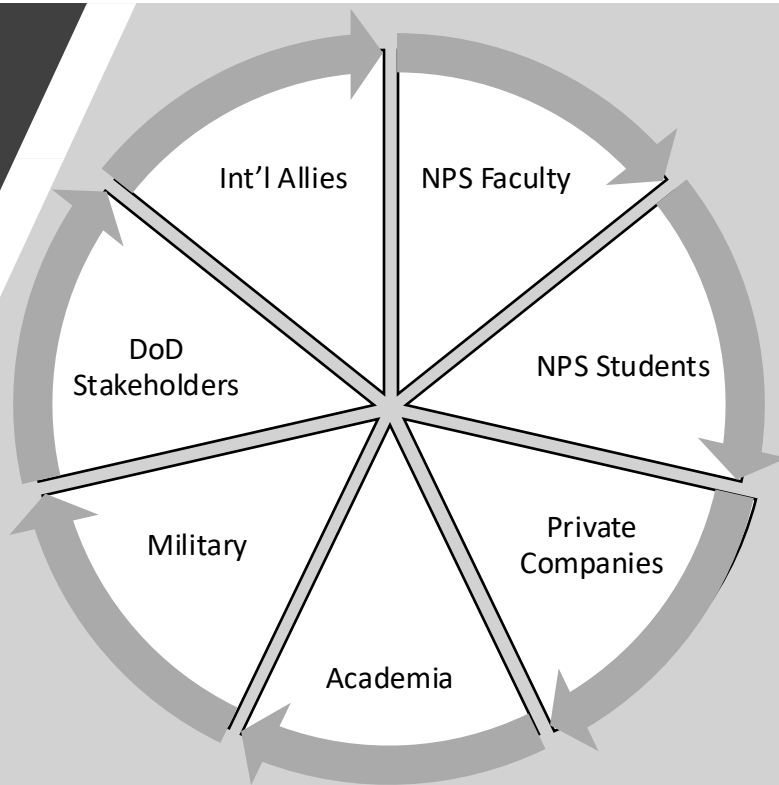 Int’l Allies
NPS Faculty
DoD
Stakeholders
NPS Students
Military
Private
Companies
Academia